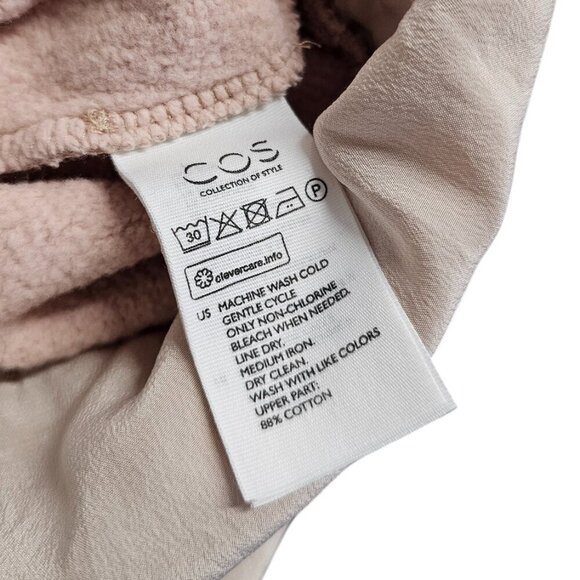 COS
COLLECTION OF STYLE
30
P
clevercare.info
US MACHINE WASH COLD
GENTLE CYCLE
ONLY NON-CHLORINE
BLEACH WHEN NEEDED.
LINE DRY.
MEDIUM IRON.
DRY CLEAN.
WASH WITH LIKE COLORS
UPPER PART:
88% COTTON